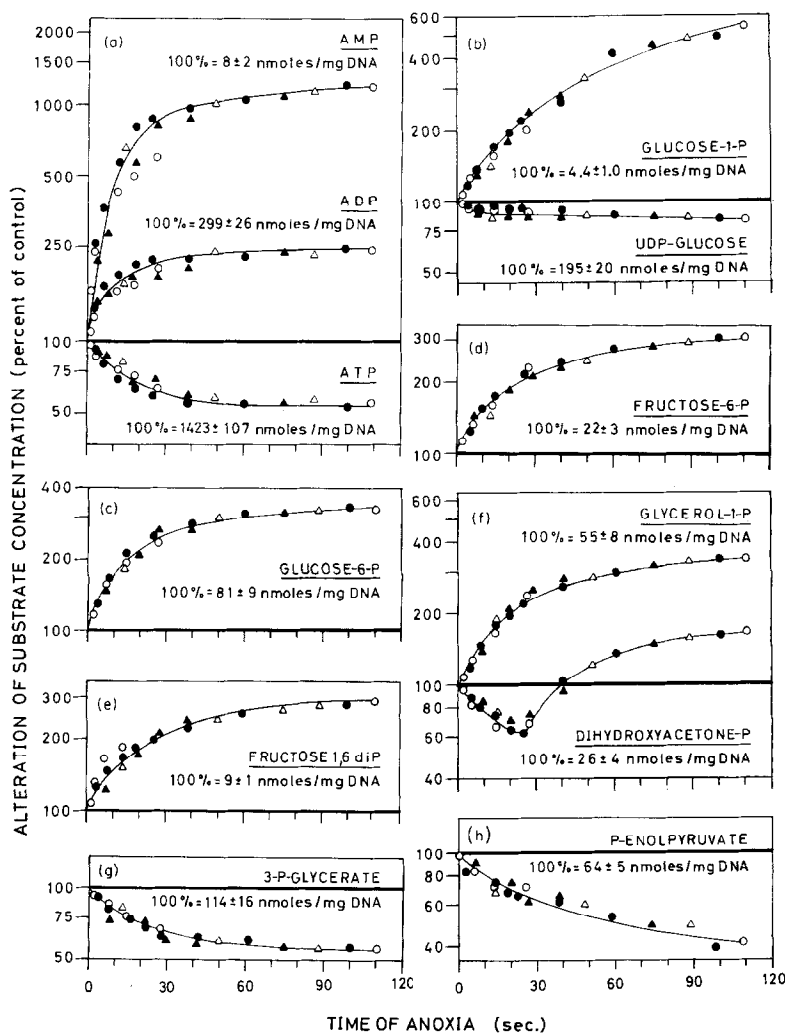 ALTERATION OF SUBSTRATE CONCENTRATION (percent of control)
(a)
AMP
100% = 8 ± 2 nmoles/mg DNA
ADP
100% = 299 ± 26 nmoles/mg DNA
ATP
100% = 1423 ± 107 nmoles/mg DNA
2000
1500
1000
500
250
100
75
50
(b)
GLUCOSE-1-P
100% = 4.4 ± 1.0 nmoles/mg DNA
UDP-GLUCOSE
100% = 195 ± 20 nmoles/mg DNA
600
400
200
100
75
50
(c)
GLUCOSE-6-P
100% = 81 ± 9 nmoles/mg DNA
300
200
100
(d)
FRUCTOSE-6-P
100% = 22 ± 3 nmoles/mg DNA
300
200
100
(e)
FRUCTOSE 1,6 diP
100% = 9 ± 1 nmoles/mg DNA
300
200
100
(f)
GLYCEROL-1-P
100% = 55 ± 8 nmoles/mg DNA
DIHYDROXYACETONE-P
100% = 26 ± 4 nmoles/mg DNA
600
400
200
100
80
60
40
(g)
3-P-GLYCERATE
100% = 114 ± 16 nmoles/mg DNA
100
75
50
0 30 60 90 120
(h)
P-ENOLPYRUVATE
100% = 64 ± 5 nmoles/mg DNA
100
80
60
40
0 30 60 90 120
TIME OF ANOXIA (sec.)